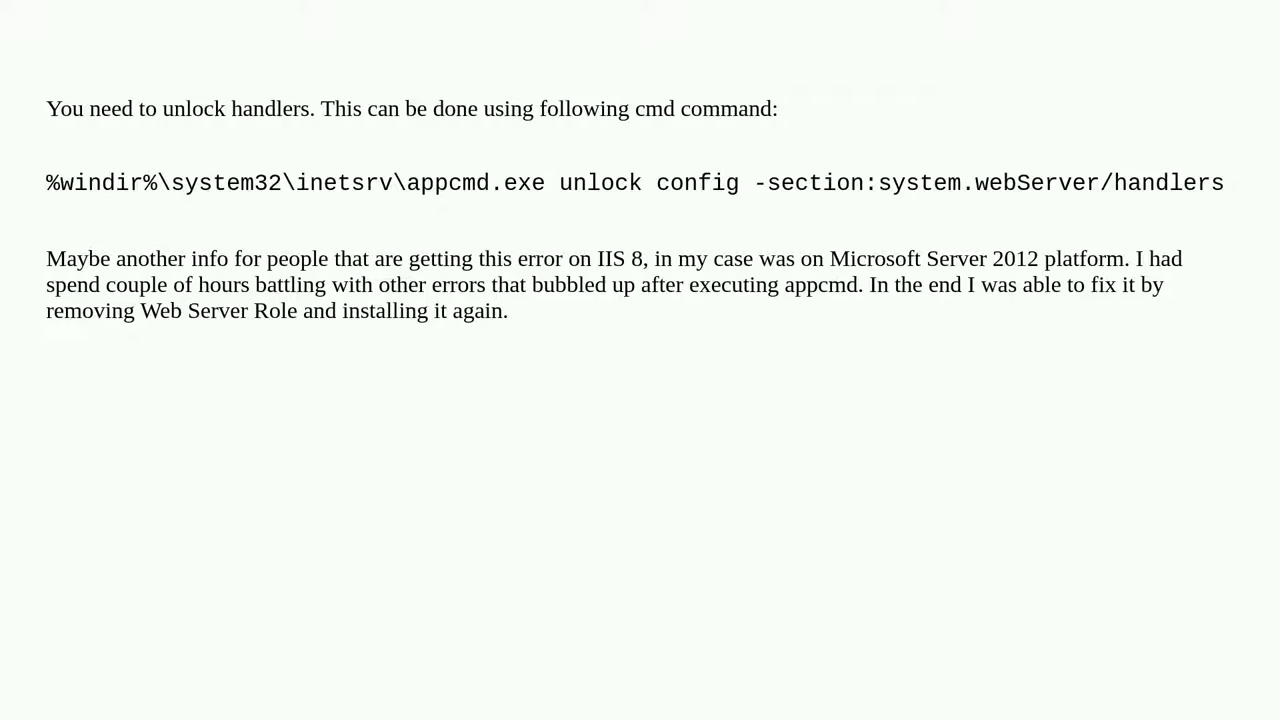 You need to unlock handlers. This can be done using following cmd command:
%windir%\system32\inetsrv\appcmd.exe unlock config -section:system.webServer/handlers
Maybe another info for people that are getting this error on IIS 8, in my case was on Microsoft Server 2012 platform. I had
spend couple of hours battling with other errors that bubbled up after executing appcmd. In the end I was able to fix it by
removing Web Server Role and installing it again.